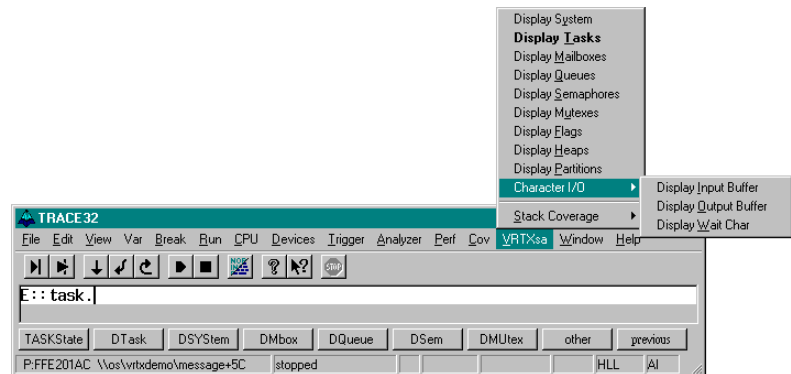 Display System
Display Tasks
Display Mailboxes
Display Queues
Display Semaphores
Display Mutexes
Display Flags
Display Heaps
Display Partitions
Character I/O
Stack Coverage
Display Input Buffer
Display Output Buffer
Display Wait Char
TRACE32
File Edit View Var Break Run CPU Devices Trigger Analyzer Perf Cov VRTXsa Window Help
STOP
E::task.
TASKState DTask DSYStem DMbox DQueue DSem DMUtex other previous
P:FFE201AC \\os\vrtxdemo\message+5C stopped HLL AI